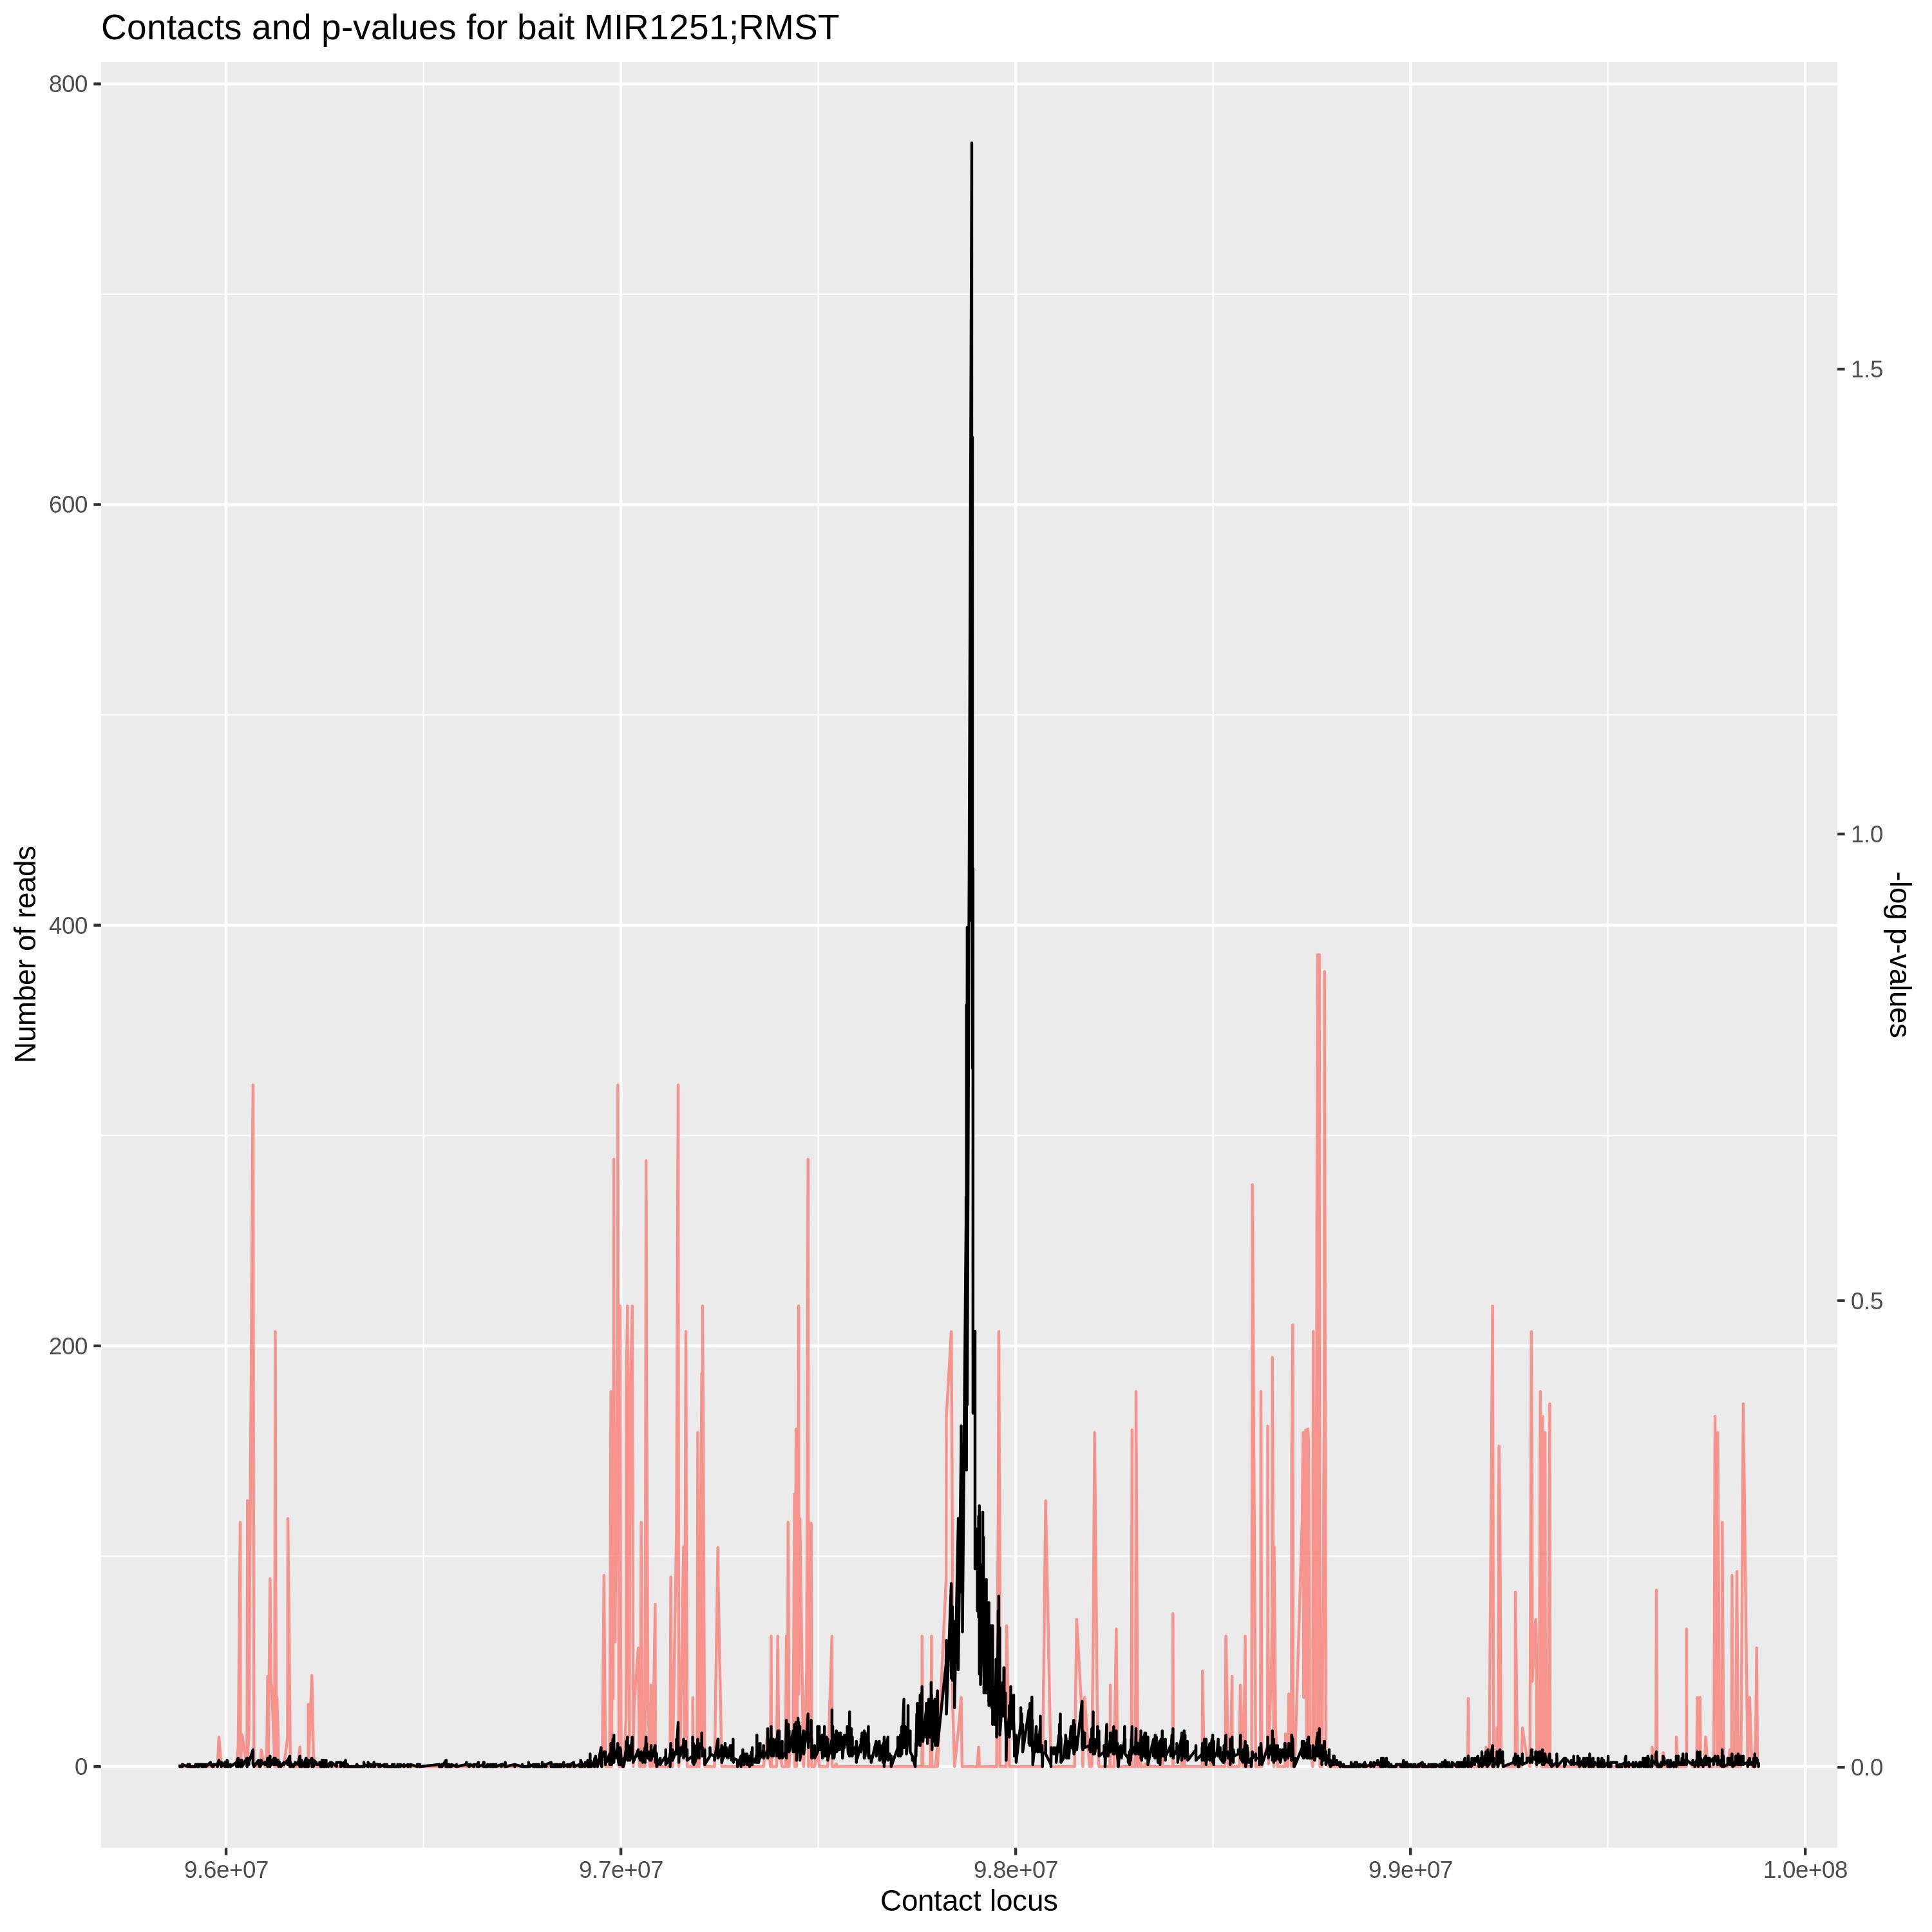 Contacts and p-values for bait MIR1251;RMST
800
600
400
200
0
Number of reads
1.5
1.0
0.5
0.0
-log p-values
9.6e+07
9.7e+07
9.8e+07
9.9e+07
1.0e+08
Contact locus